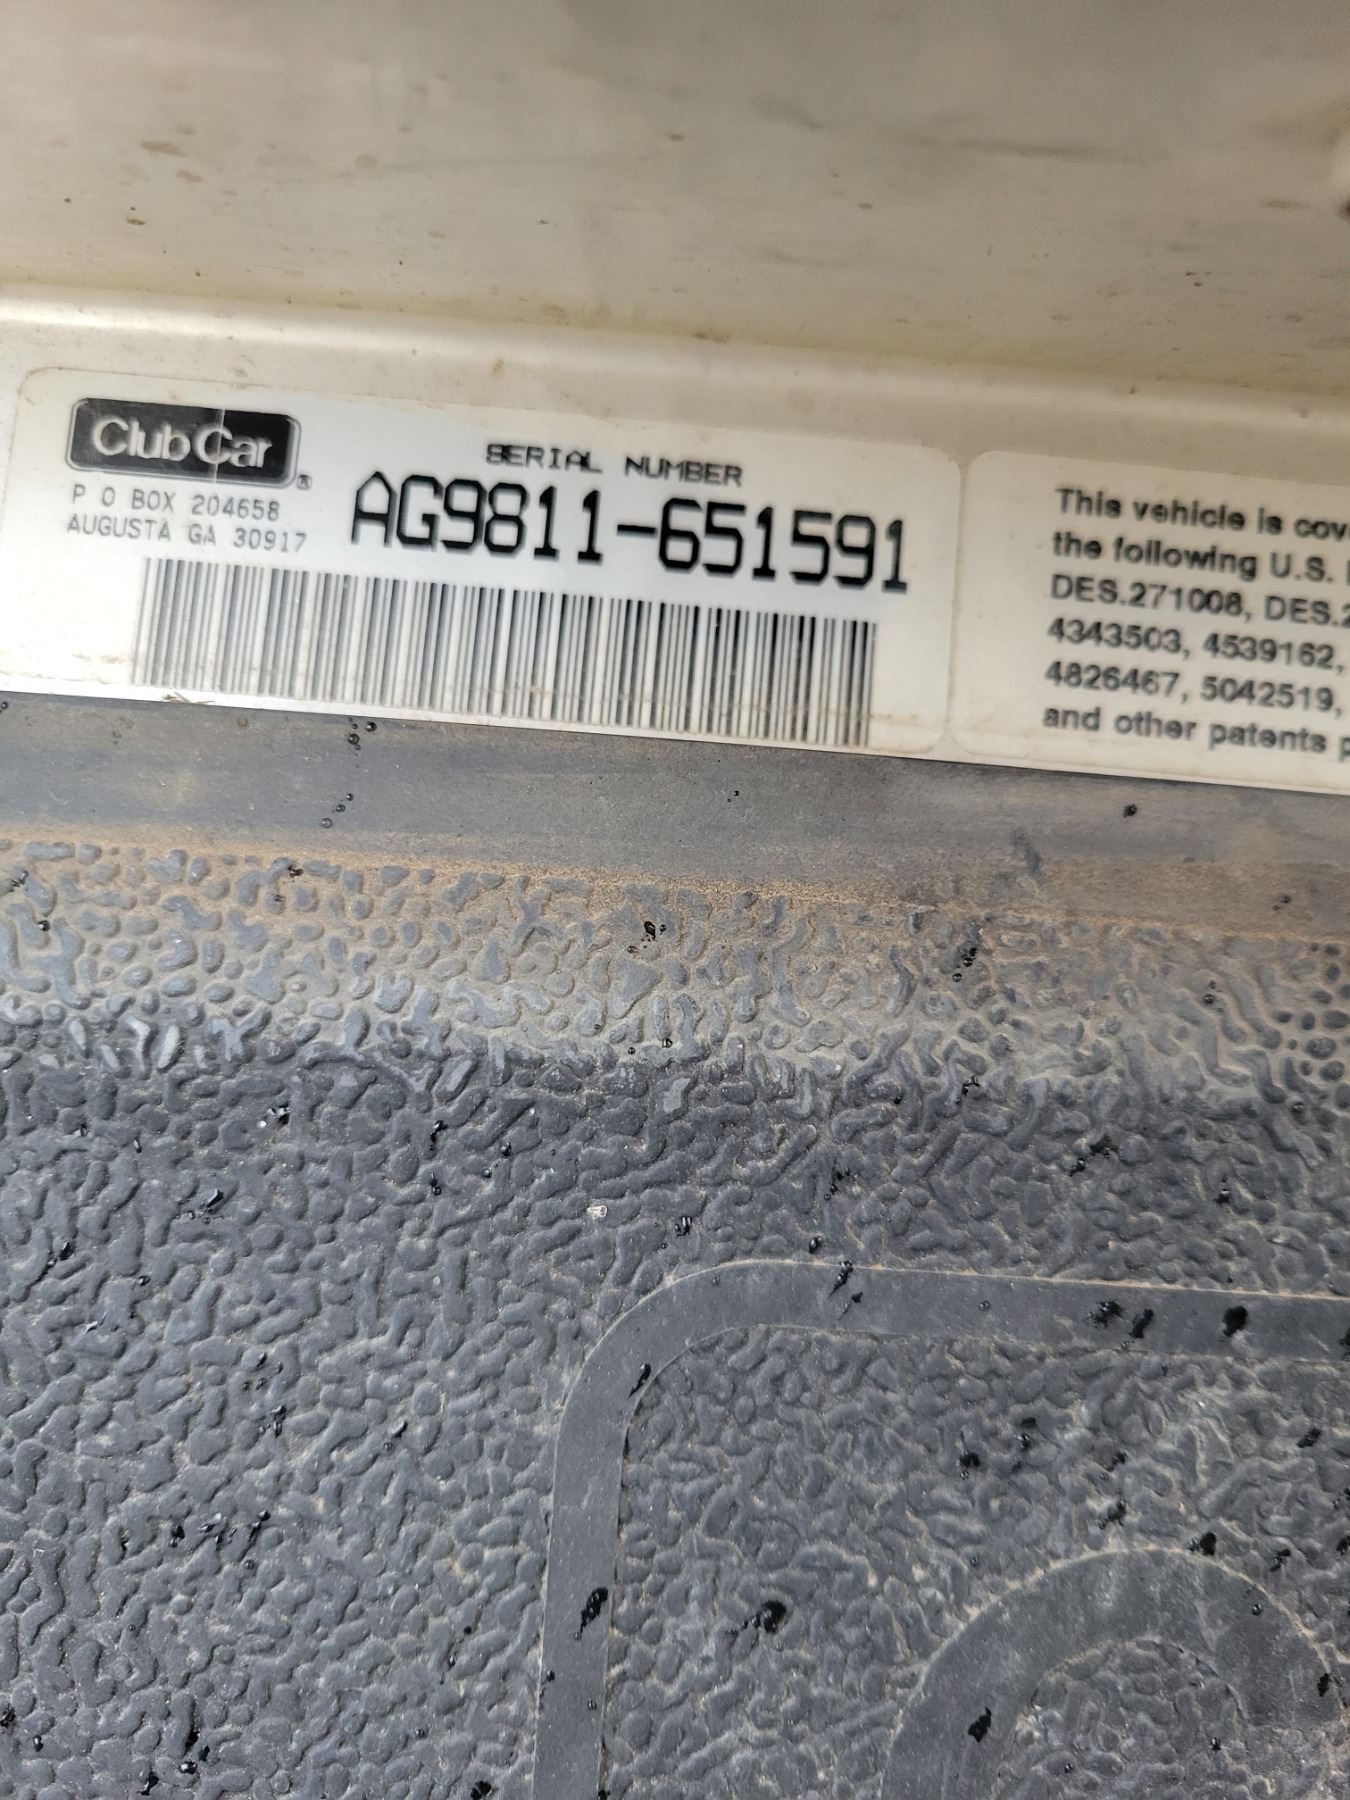 Club Car
®
P O BOX 204658
AUGUSTA GA 30917
SERIAL NUMBER
AG9811-651591
This vehicle is cov
the following U.S.
DES.271008, DES.2
4343503, 4539162,
4826467, 5042519,
and other patents p